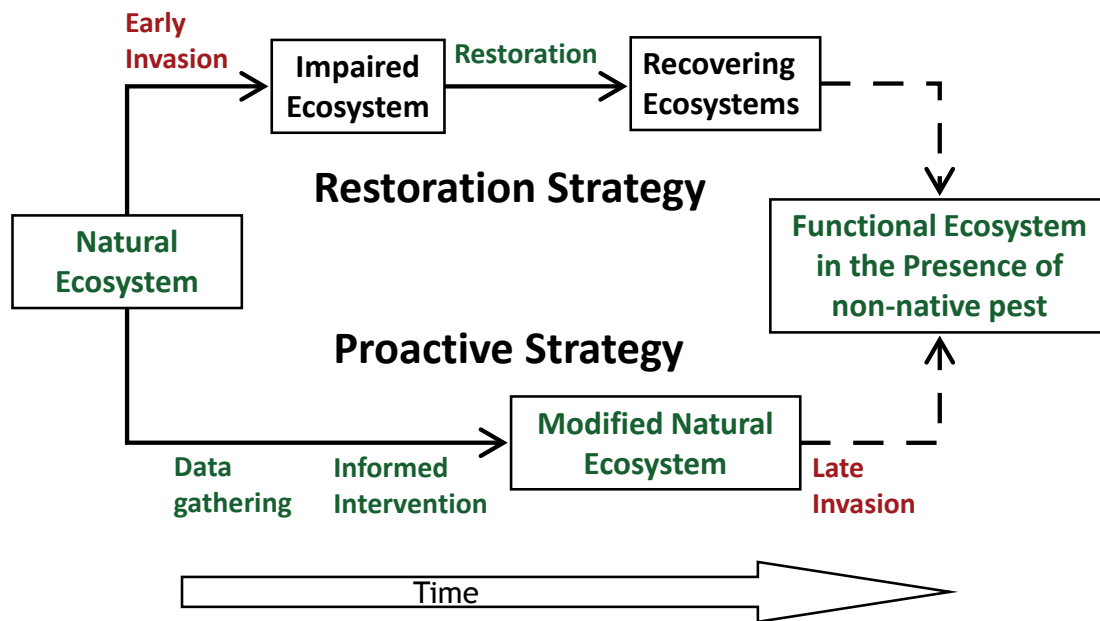 Early
Invasion
Impaired
Ecosystem
Restoration
Recovering
Ecosystems
Restoration Strategy
Natural
Ecosystem
Functional Ecosystem
in the Presence of
non-native pest
Proactive Strategy
Modified Natural
Ecosystem
Data
gathering
Informed
Intervention
Late
Invasion
Time